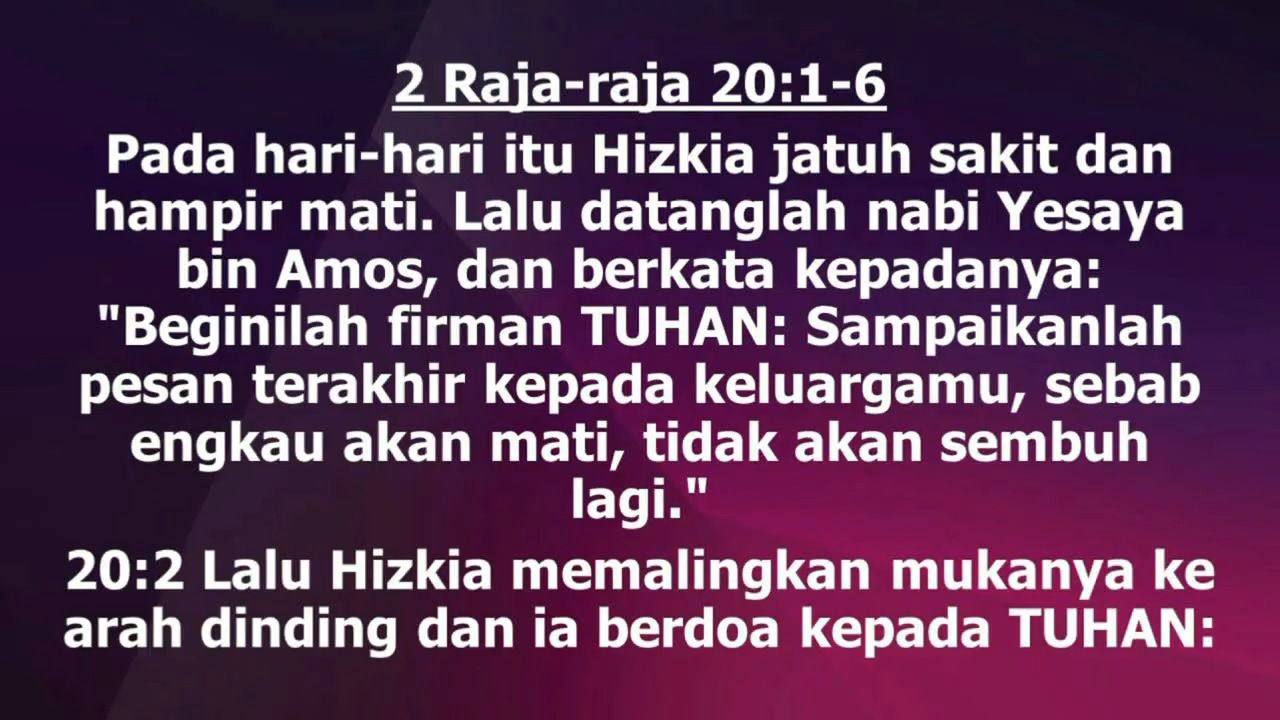 2 Raja-raja 20:1-6
Pada hari-hari itu Hizkia jatuh sakit dan
hampir mati. Lalu datanglah nabi Yesaya
bin Amos, dan berkata kepadanya:
"Beginilah firman TUHAN: Sampaikanlah
pesan terakhir kepada keluargamu, sebab
engkau akan mati, tidak akan sembuh
lagi."
20:2 Lalu Hizkia memalingkan mukanya ke
arah dinding dan ia berdoa kepada TUHAN: